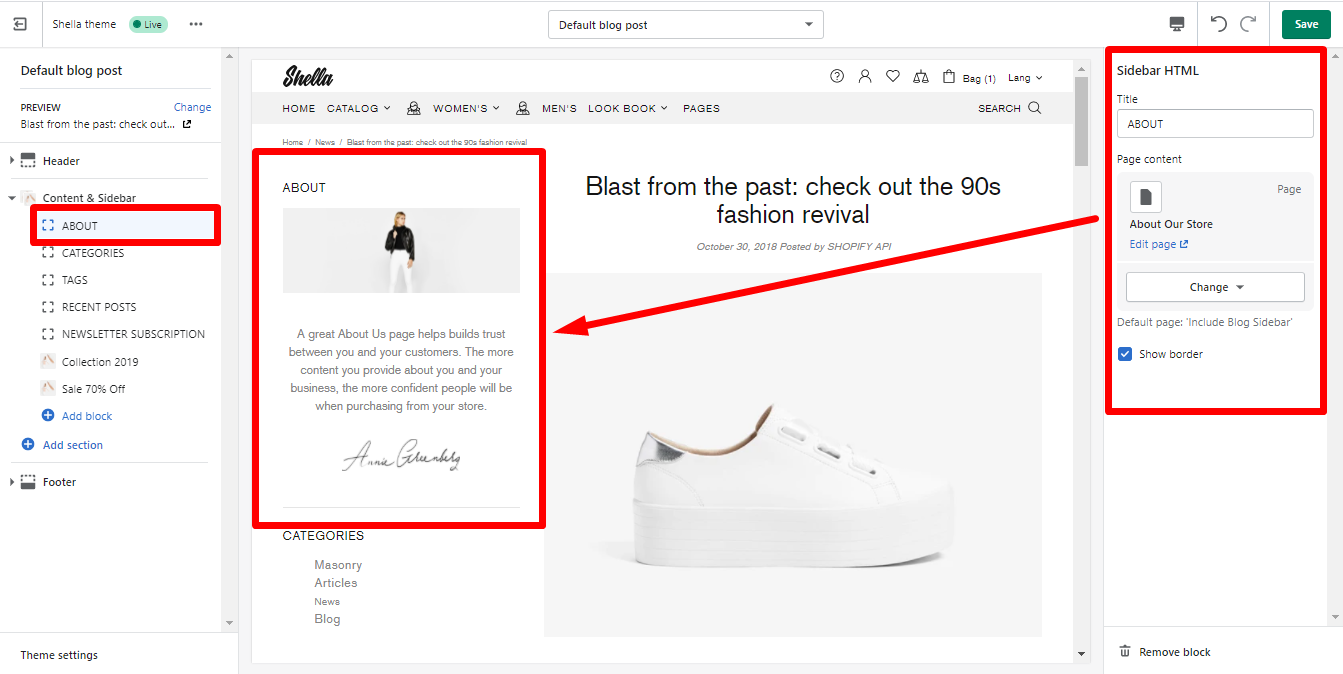 Shella theme
Live
Default blog post
Save
Default blog post
PREVIEW
Change
Blast from the past: check out...
Header
Content & Sidebar
ABOUT
CATEGORIES
TAGS
RECENT POSTS
NEWSLETTER SUBSCRIPTION
Collection 2019
Sale 70% Off
Add block
Add section
Footer
Theme settings
Shella
Bag (1)
Lang
HOME
CATALOG
WOMEN'S
MEN'S
LOOK BOOK
PAGES
SEARCH
Home / News / Blast from the past: check out the 90s fashion revival
ABOUT
A great About Us page helps builds trust
between you and your customers. The more
content you provide about you and your
business, the more confident people will be
when purchasing from your store.
Annie Greenberg
CATEGORIES
Masonry
Articles
News
Blog
Blast from the past: check out the 90s
fashion revival
October 30, 2018 Posted by SHOPIFY API
Sidebar HTML
Title
ABOUT
Page content
Page
About Our Store
Edit page
Change
Default page: 'Include Blog Sidebar'
Show border
Remove block